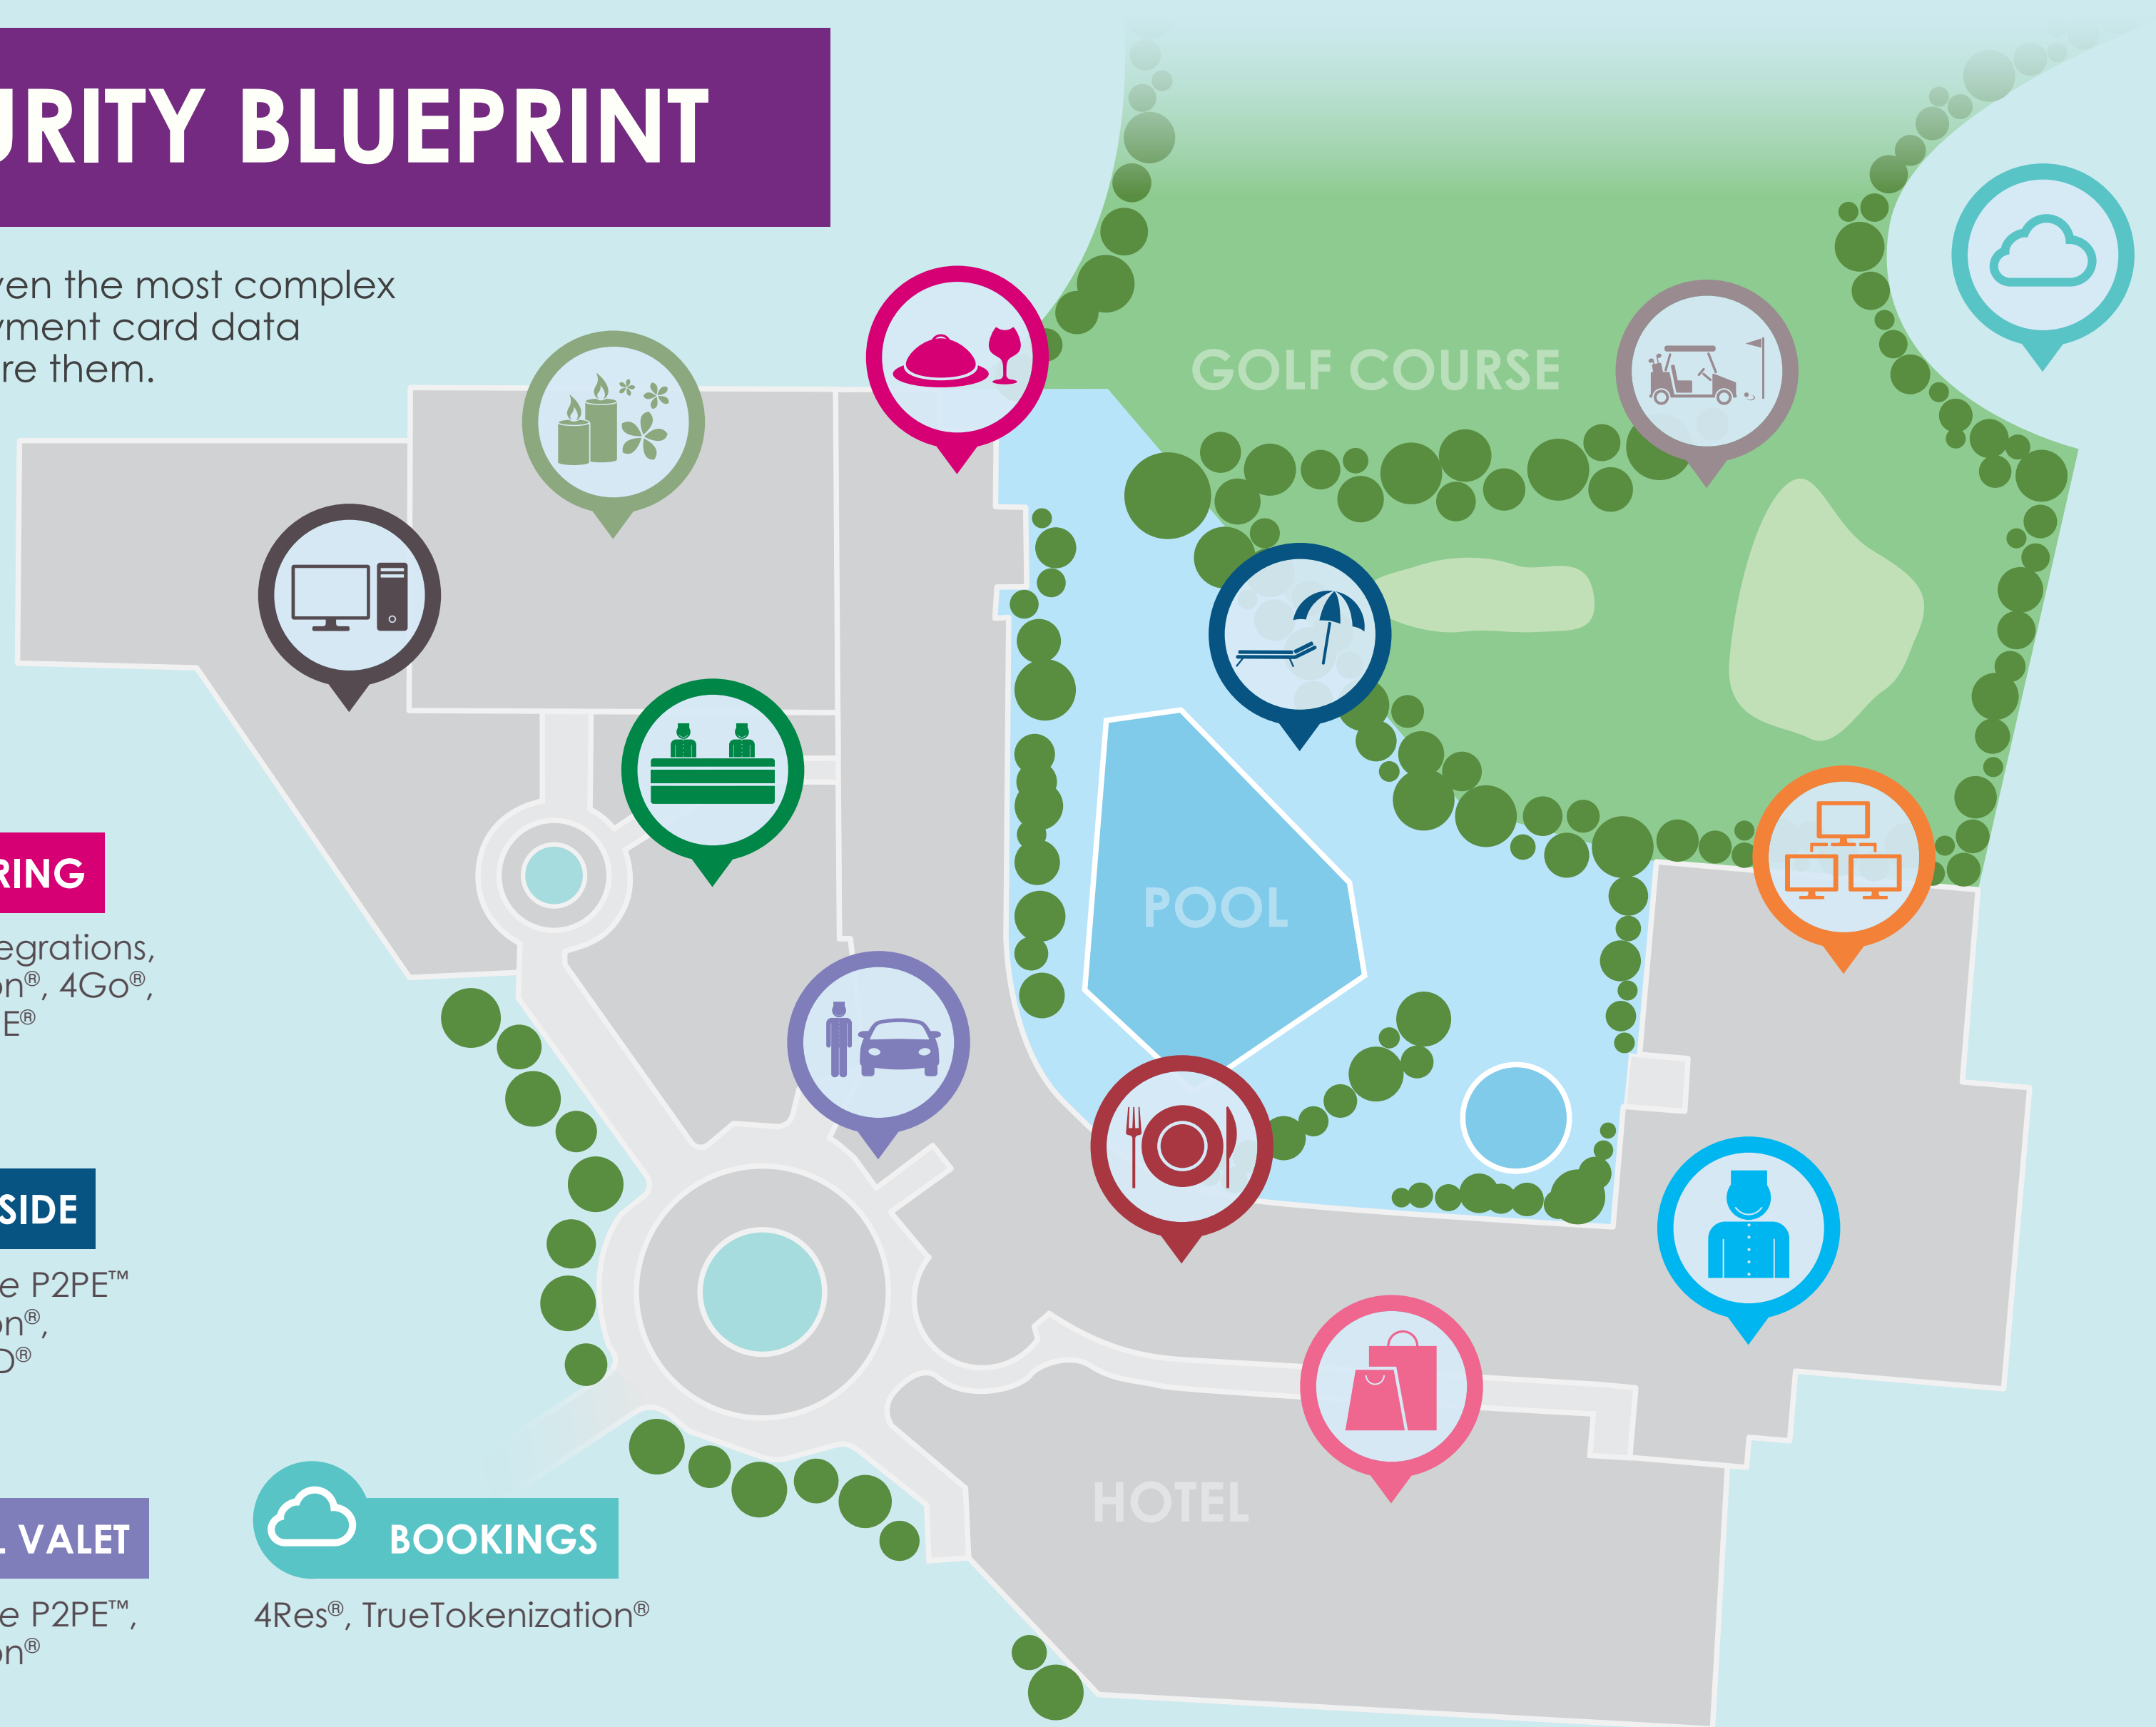 URITY BLUEPRINT
ven the most complex
yment card data
re them.
GOLF COURSE
RING
egrations,
on®, 4Go®,
E®
POOL
SIDE
e P2PE™
on®,
D®
HOTEL
L VALET
e P2PE™,
on®
BOOKINGS
4Res®, TrueTokenization®